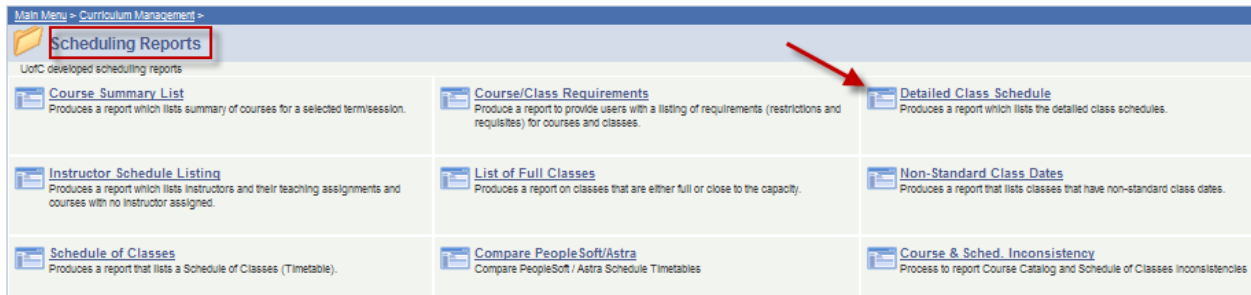 Main Menu > Curriculum Management >
Scheduling Reports
UofC developed scheduling reports
Course Summary List
Produces a report which lists summary of courses for a selected term/session.
Course/Class Requirements
Produce a report to provide users with a listing of requirements (restrictions and
requisites) for courses and classes.
Detailed Class Schedule
Produces a report which lists the detailed class schedules.
Instructor Schedule Listing
Produces a report which lists instructors and their teaching assignments and
courses with no instructor assigned.
List of Full Classes
Produces a report on classes that are either full or close to the capacity.
Non-Standard Class Dates
Produces a report that lists classes that have non-standard class dates.
Schedule of Classes
Produces a report that lists a Schedule of Classes (Timetable).
Compare PeopleSoft/Astra
Compare PeopleSoft / Astra Schedule Timetables
Course & Sched. Inconsistency
Process to report Course Catalog and Schedule of Classes inconsistencies